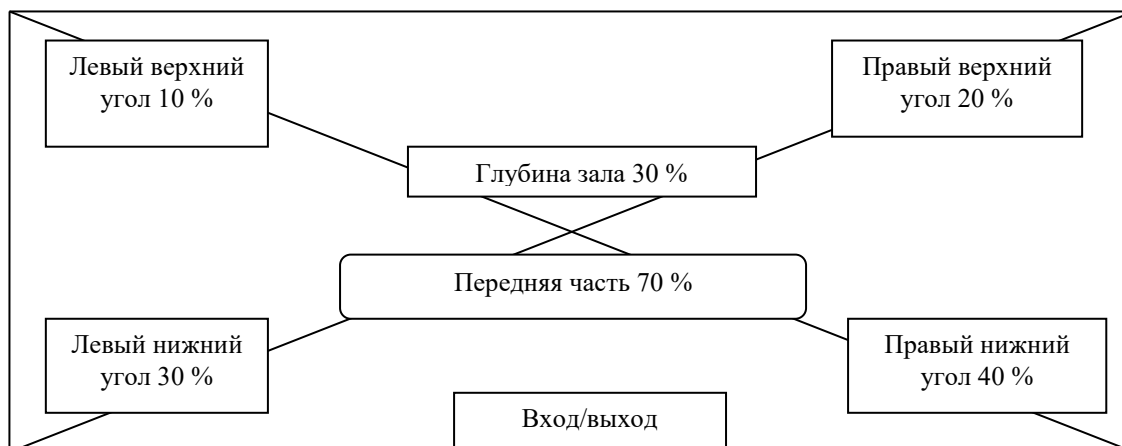 Левый верхний
угол 10 %
Правый верхний
угол 20 %
Глубина зала 30 %
Передняя часть 70 %
Левый нижний
угол 30 %
Правый нижний
угол 40 %
Вход/выход